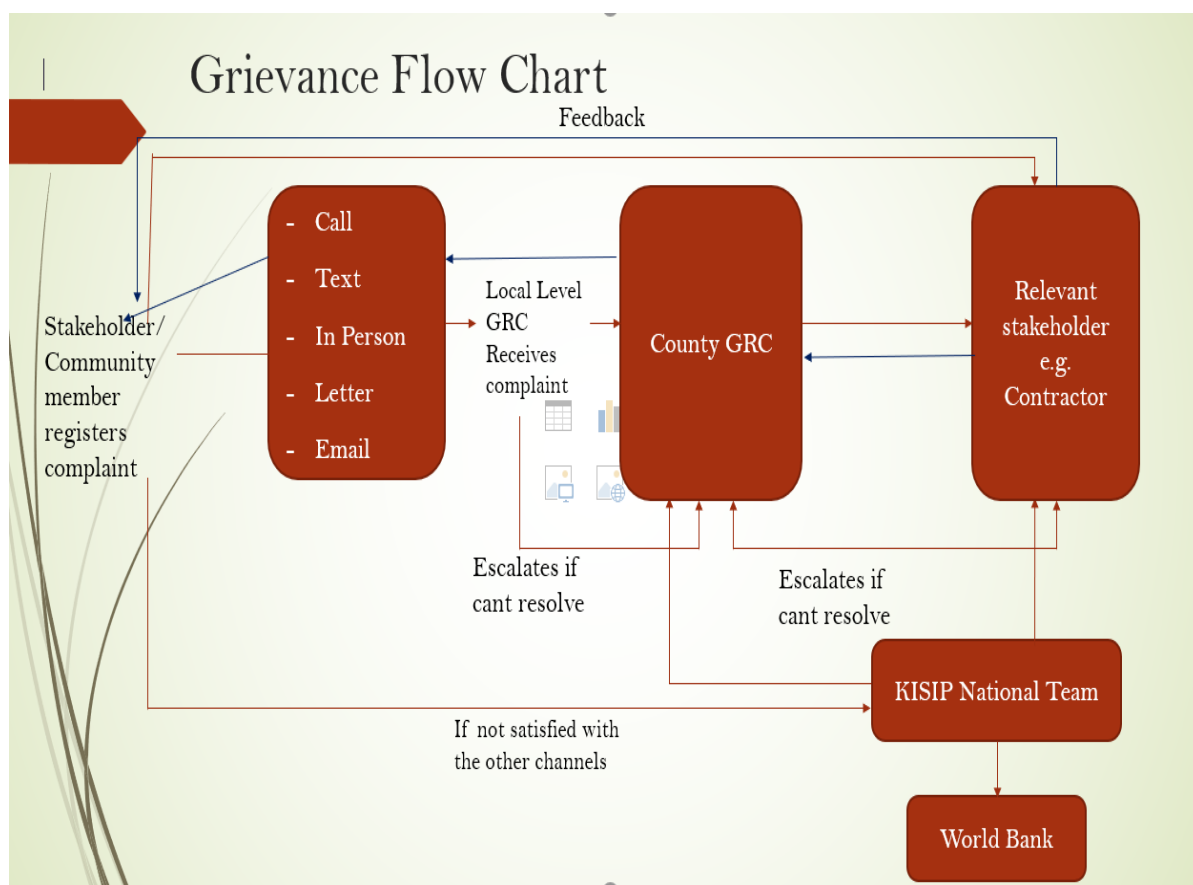 Grievance Flow Chart
Feedback
Stakeholder/
Community
member
registers
complaint
- Call
- Text
- In Person
- Letter
- Email
Local Level
GRC
Receives
complaint
County GRC
Relevant
stakeholder
e.g.
Contractor
Escalates if
cant resolve
Escalates if
cant resolve
KISIP National Team
If not satisfied with
the other channels
World Bank